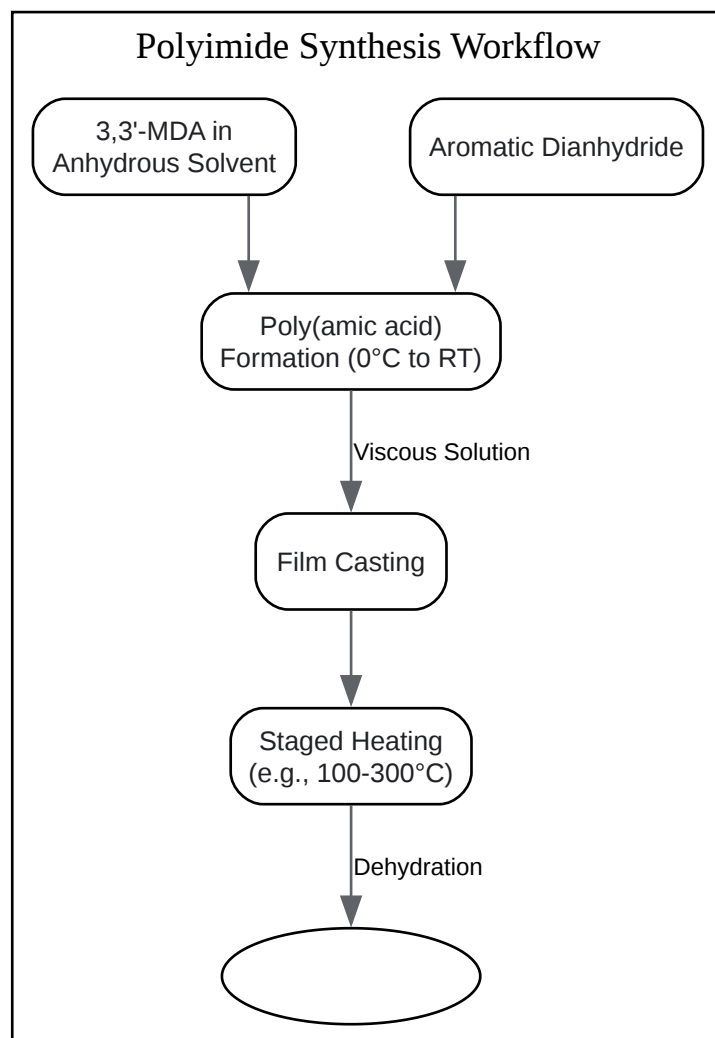 Polyimide Synthesis Workflow
3,3'-MDA in
Anhydrous Solvent
Aromatic Dianhydride
Poly(amic acid)
Formation (0°C to RT)
Viscous Solution
Film Casting
Staged Heating
(e.g., 100-300°C)
Dehydration